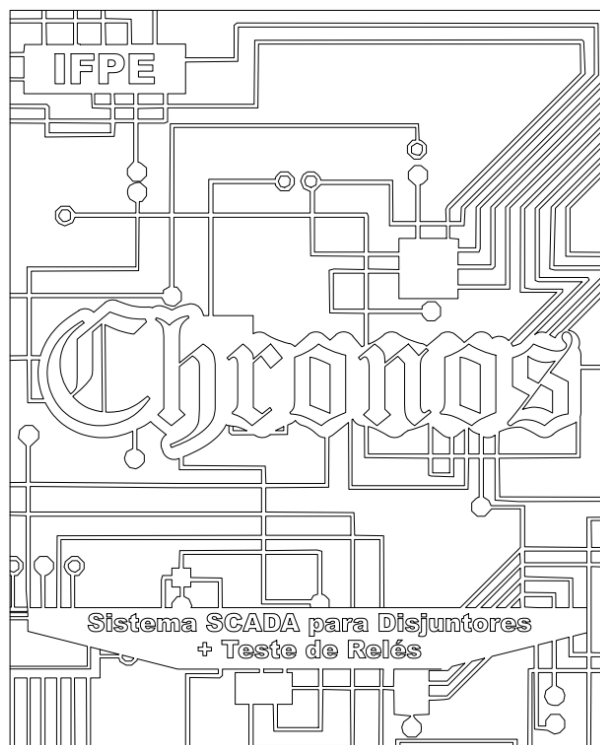 IFPE
Chronos
Sistema SCADA para Disjuntores
+ Teste de Relés